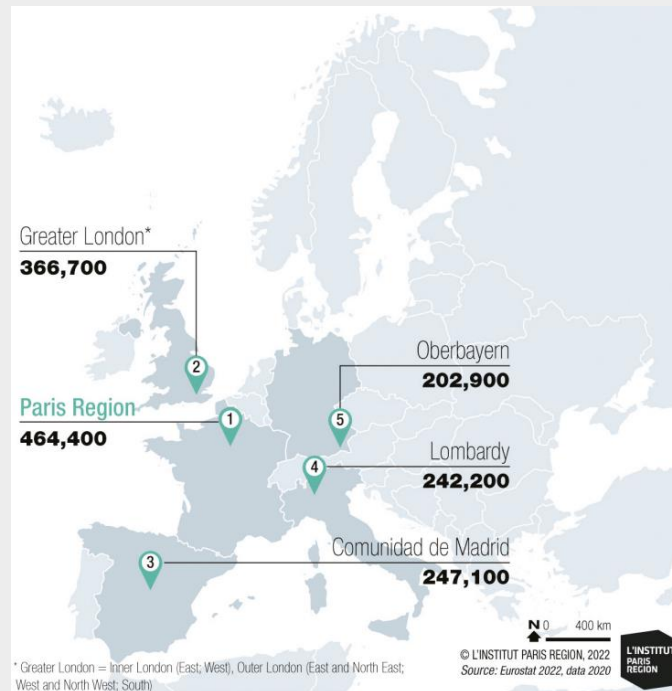 Greater London*
366,700
2
Oberbayern
202,900
5
Paris Region
464,400
1
Lombardy
242,200
4
Comunidad de Madrid
247,100
3
N 0 400 km
© L'INSTITUT PARIS REGION, 2022
Source: Eurostat 2022, data 2020
L'INSTITUT
PARIS
REGION
* Greater London = Inner London (East; West), Outer London (East and North East;
West and North West; South)